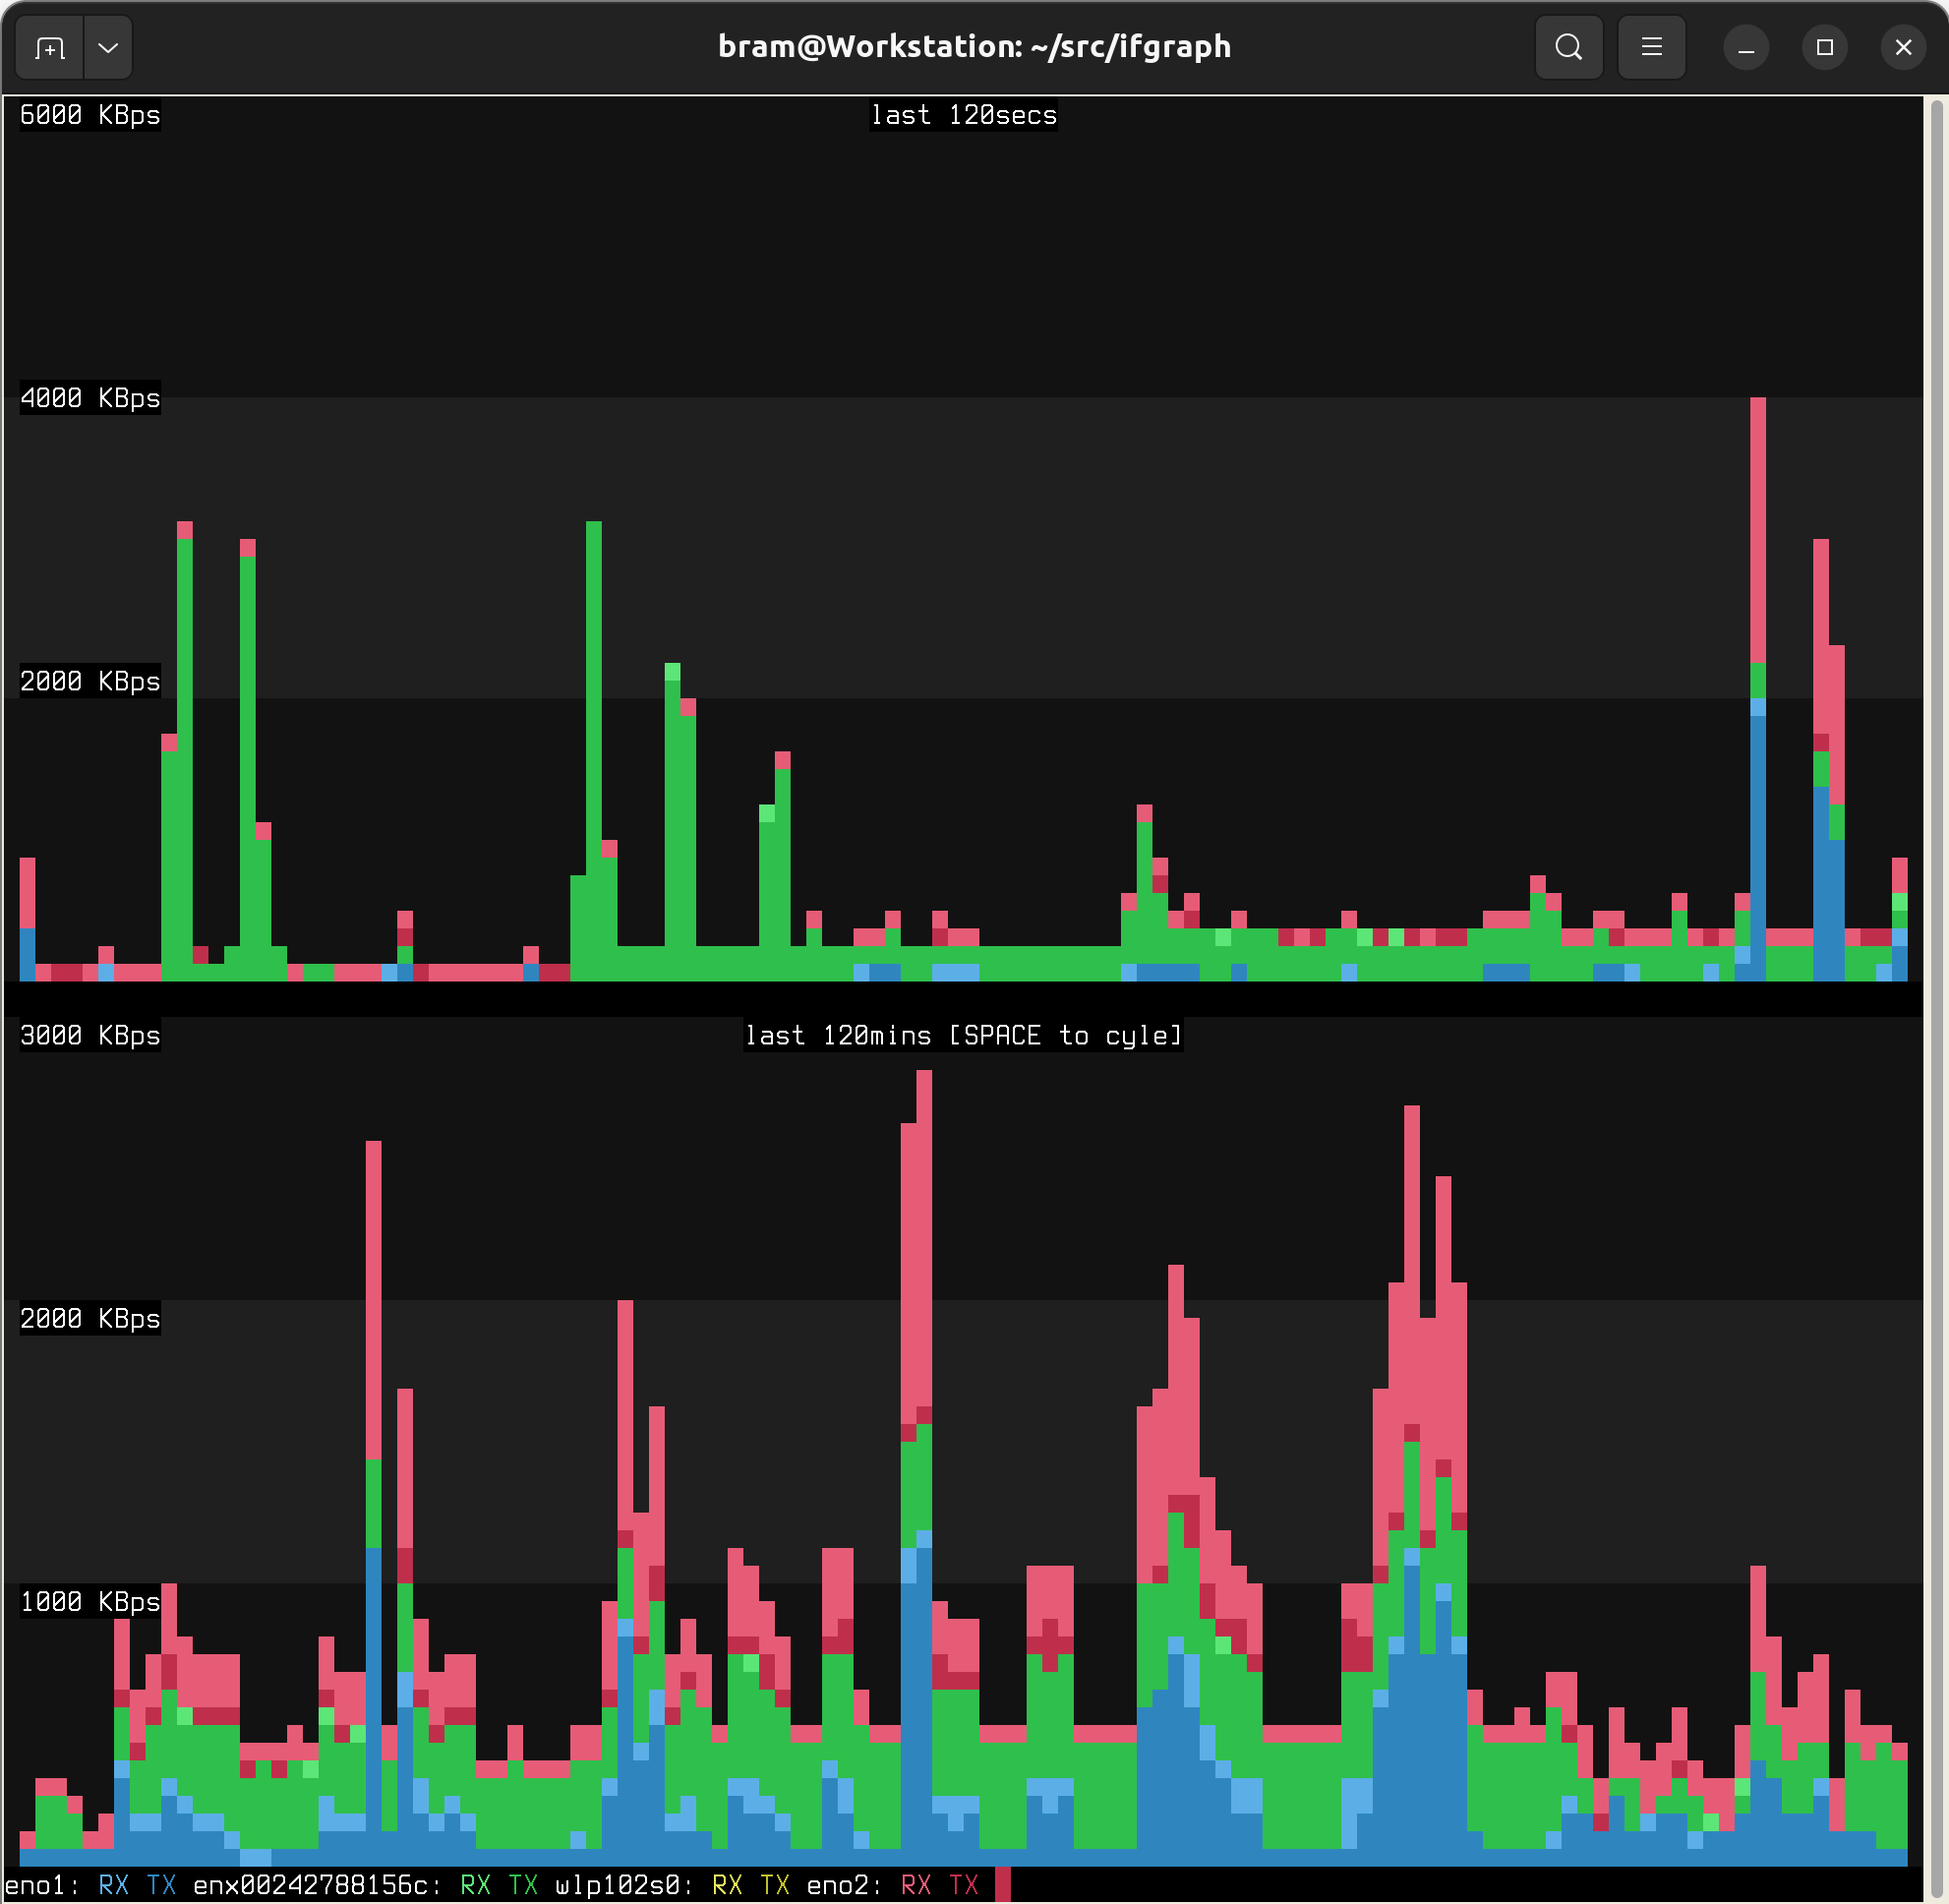 bram@Workstation: ~/src/ifgraph
6000 KBps
last 120secs
4000 KBps
2000 KBps
3000 KBps
last 120mins [SPACE to cyle]
2000 KBps
1000 KBps
eno1: RX TX enx00242788156c: RX TX wlp102s0: RX TX eno2: RX TX